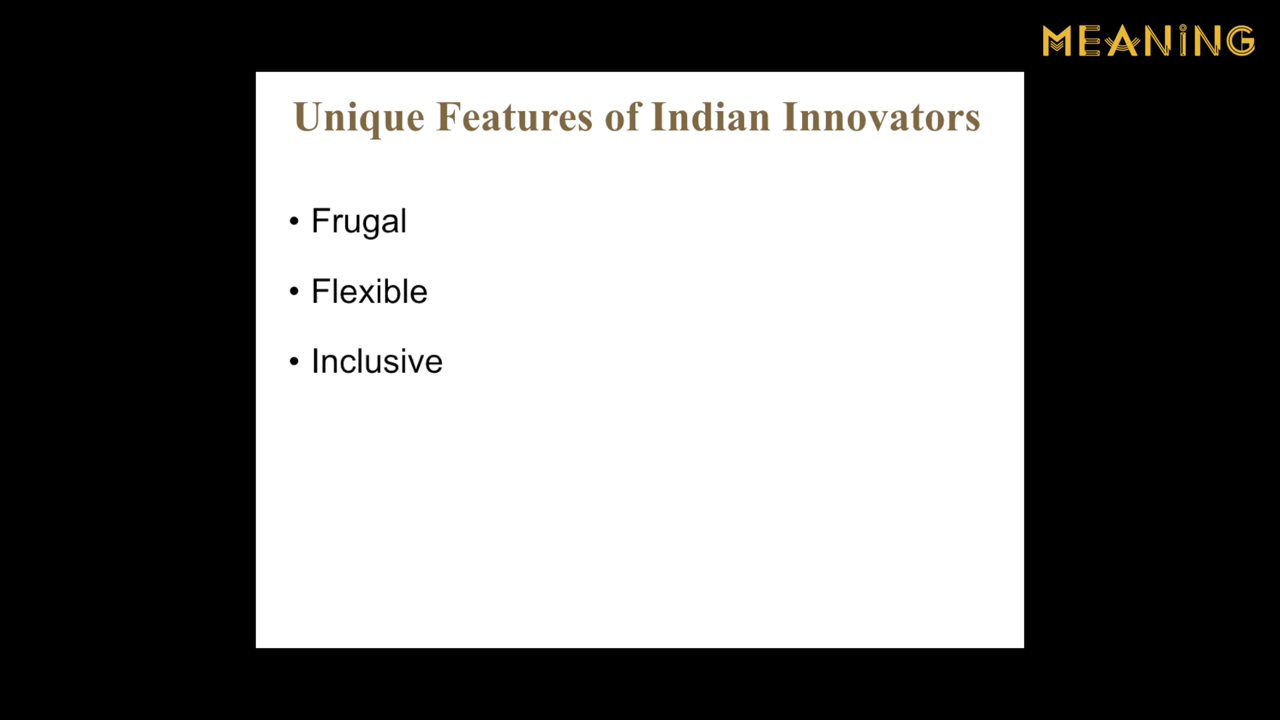 MEANING
Unique Features of Indian Innovators
• Frugal
• Flexible
• Inclusive